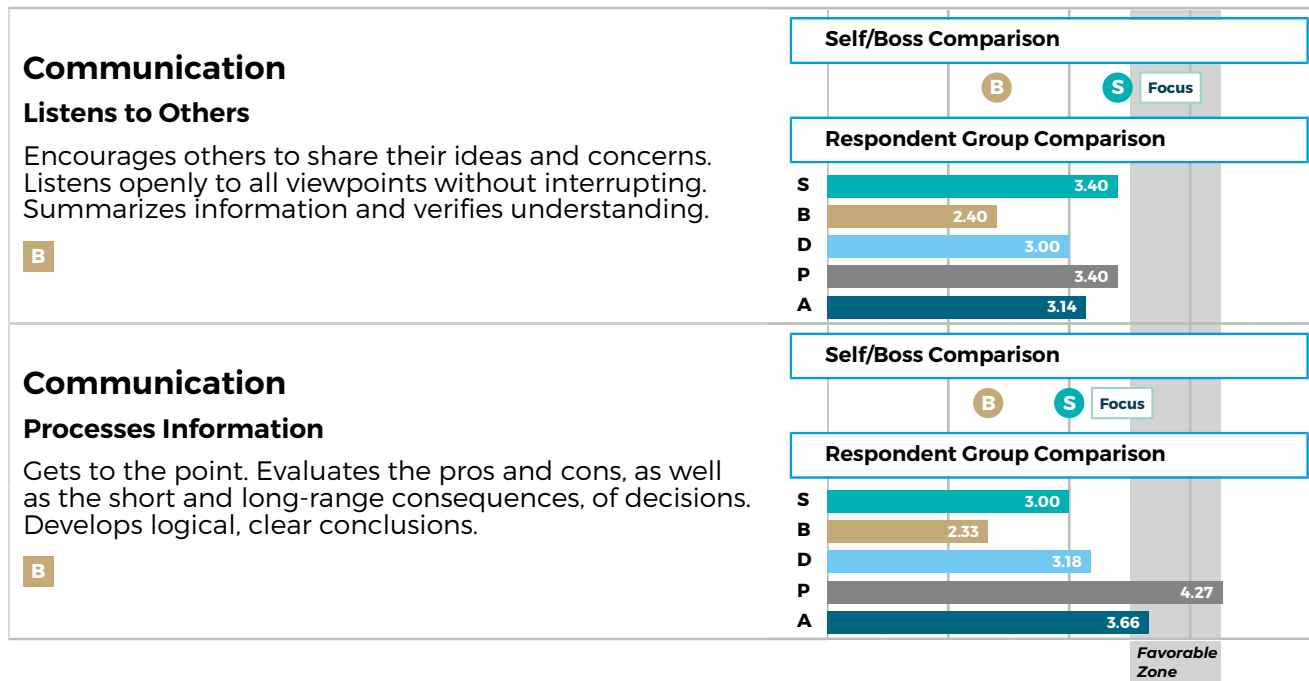 Communication
Listens to Others
Encourages others to share their ideas and concerns.
Listens openly to all viewpoints without interrupting.
Summarizes information and verifies understanding.
B
Self/Boss Comparison
B S Focus
Respondent Group Comparison
S 3.40
B 2.40
D 3.00
P 3.40
A 3.14
Communication
Processes Information
Gets to the point. Evaluates the pros and cons, as well
as the short and long-range consequences, of decisions.
Develops logical, clear conclusions.
B
Self/Boss Comparison
B S Focus
Respondent Group Comparison
S 3.00
B 2.33
D 3.18
P 4.27
A 3.66
Favorable
Zone